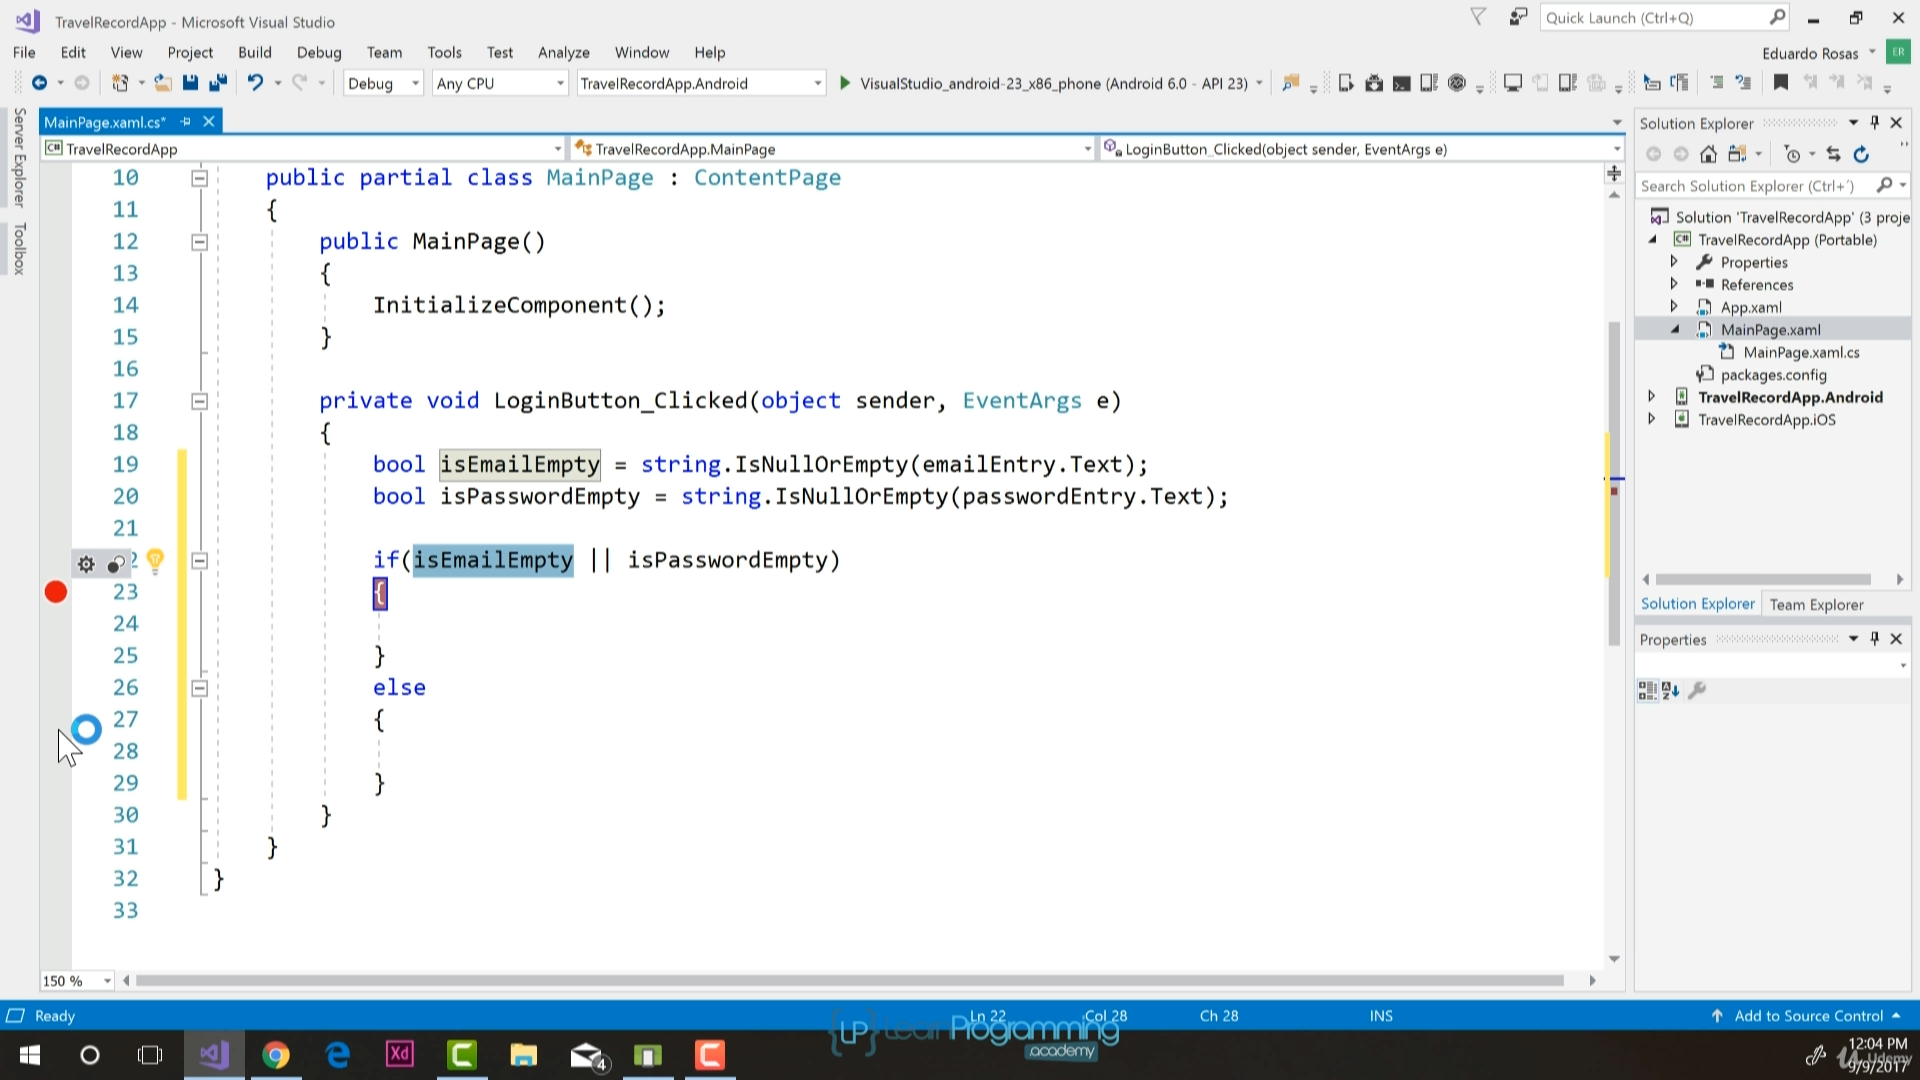 TravelRecordApp - Microsoft Visual Studio
Quick Launch (Ctrl+Q)
File Edit View Project Build Debug Team Tools Test Analyze Window Help
Eduardo Rosas ER
Debug Any CPU TravelRecordApp.Android VisualStudio_android-23_x86_phone (Android 6.0 - API 23)
Server Explorer
Toolbox
MainPage.xaml.cs*
TravelRecordApp TravelRecordApp.MainPage LoginButton_Clicked(object sender, EventArgs e)
10 public partial class MainPage : ContentPage
11 {
12 public MainPage()
13 {
14 InitializeComponent();
15 }
16
17 private void LoginButton_Clicked(object sender, EventArgs e)
18 {
19 bool isEmailEmpty = string.IsNullOrEmpty(emailEntry.Text);
20 bool isPasswordEmpty = string.IsNullOrEmpty(passwordEntry.Text);
21
2 if(isEmailEmpty || isPasswordEmpty)
23 {
24
25 }
26 else
27 {
28
29 }
30 }
31 }
32 }
33
150 %
Solution Explorer
Search Solution Explorer (Ctrl+´)
Solution 'TravelRecordApp' (3 proje
TravelRecordApp (Portable)
Properties
References
App.xaml
MainPage.xaml
MainPage.xaml.cs
packages.config
TravelRecordApp.Android
TravelRecordApp.iOS
Solution Explorer Team Explorer
Properties
Ready Ln 22 Col 28 Ch 28 INS Add to Source Control
LP Learn Programming
.academy
Xd
4
12:04 PM
9/9/2017
Udemy